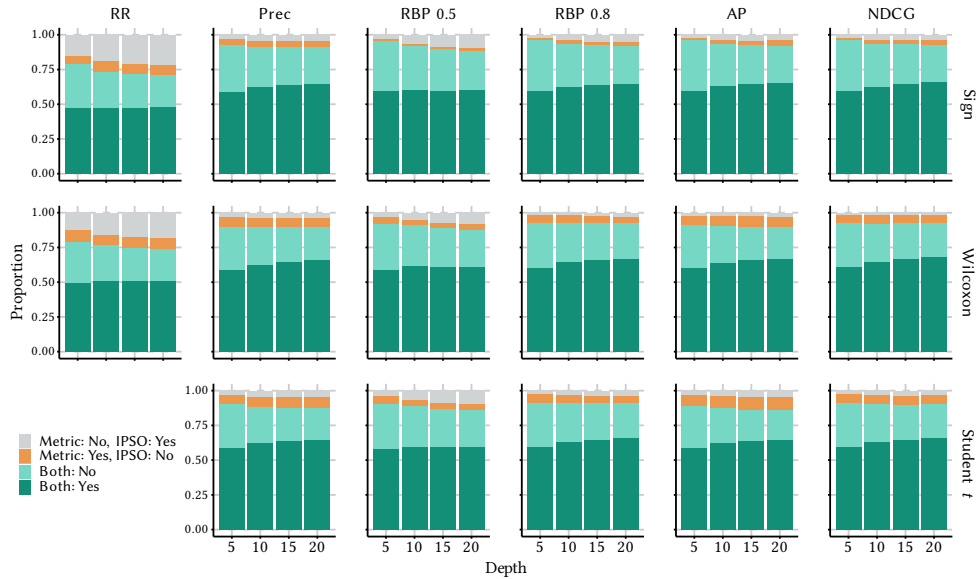 RR Prec RBP 0.5 RBP 0.8 AP NDCG
1.00
0.75
0.50
0.25
0.00
Sign
1.00
0.75
0.50
0.25
0.00
Wilcoxon
Proportion
1.00
0.75
0.50
0.25
0.00
Student t
Metric: No, IPSO: Yes
Metric: Yes, IPSO: No
Both: No
Both: Yes
5 10 15 20 5 10 15 20 5 10 15 20 5 10 15 20 5 10 15 20
Depth